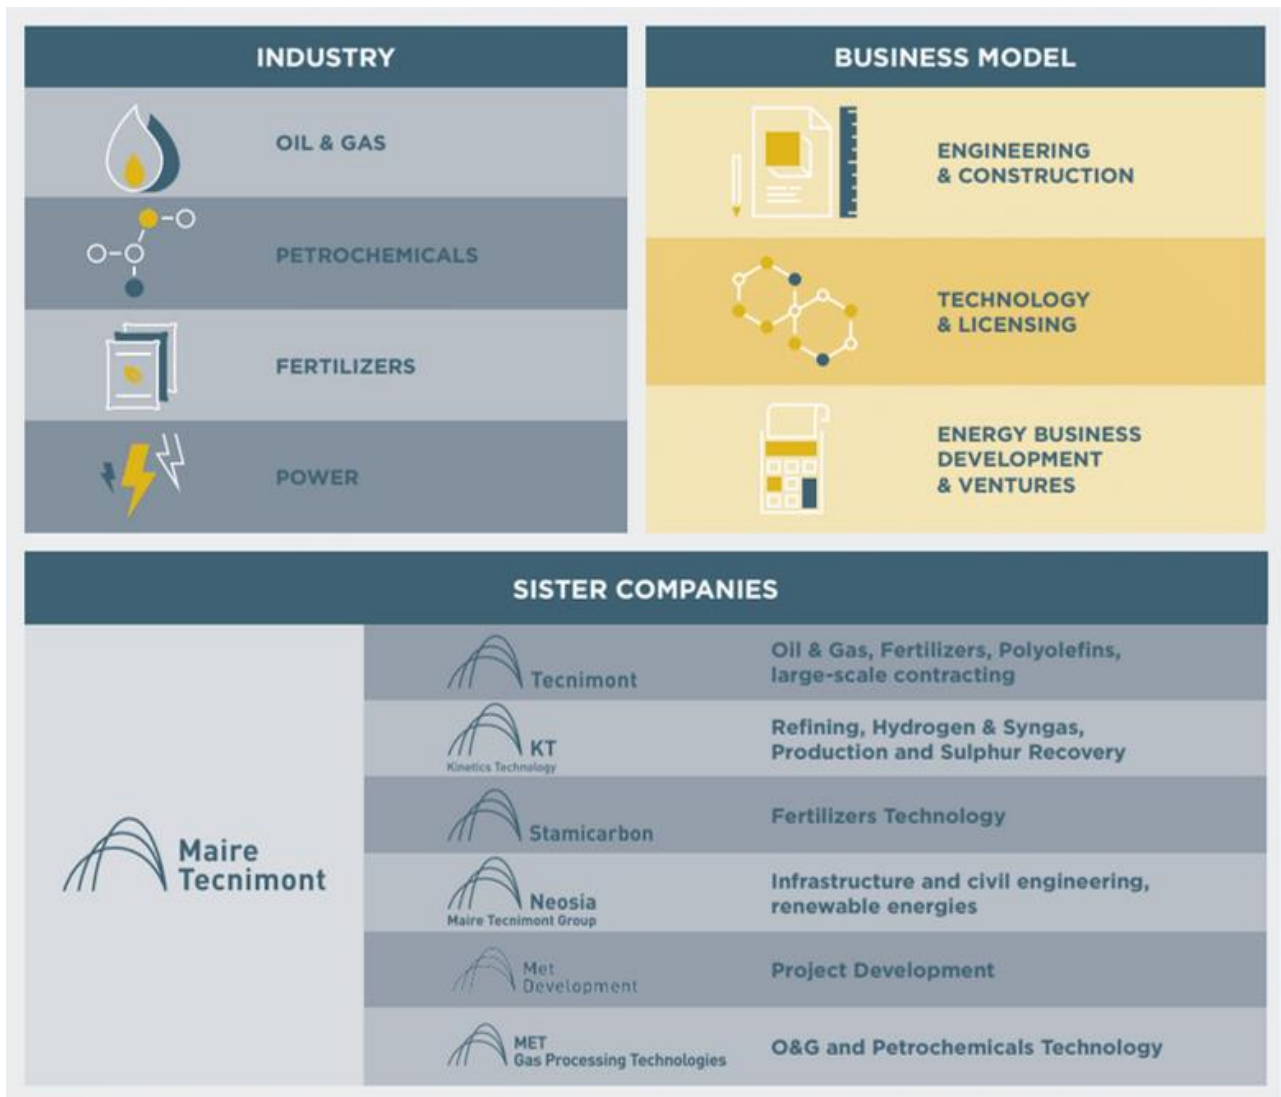 INDUSTRY
OIL & GAS
PETROCHEMICALS
FERTILIZERS
POWER
BUSINESS MODEL
ENGINEERING
& CONSTRUCTION
TECHNOLOGY
& LICENSING
ENERGY BUSINESS
DEVELOPMENT
& VENTURES
SISTER COMPANIES
Maire
Tecnimont
Tecnimont
Oil & Gas, Fertilizers, Polyolefins,
large-scale contracting
KT
Kinetics Technology
Refining, Hydrogen & Syngas,
Production and Sulphur Recovery
Stamicarbon
Fertilizers Technology
Neosia
Maire Tecnimont Group
Infrastructure and civil engineering,
renewable energies
Met
Development
Project Development
MET
Gas Processing Technologies
O&G and Petrochemicals Technology